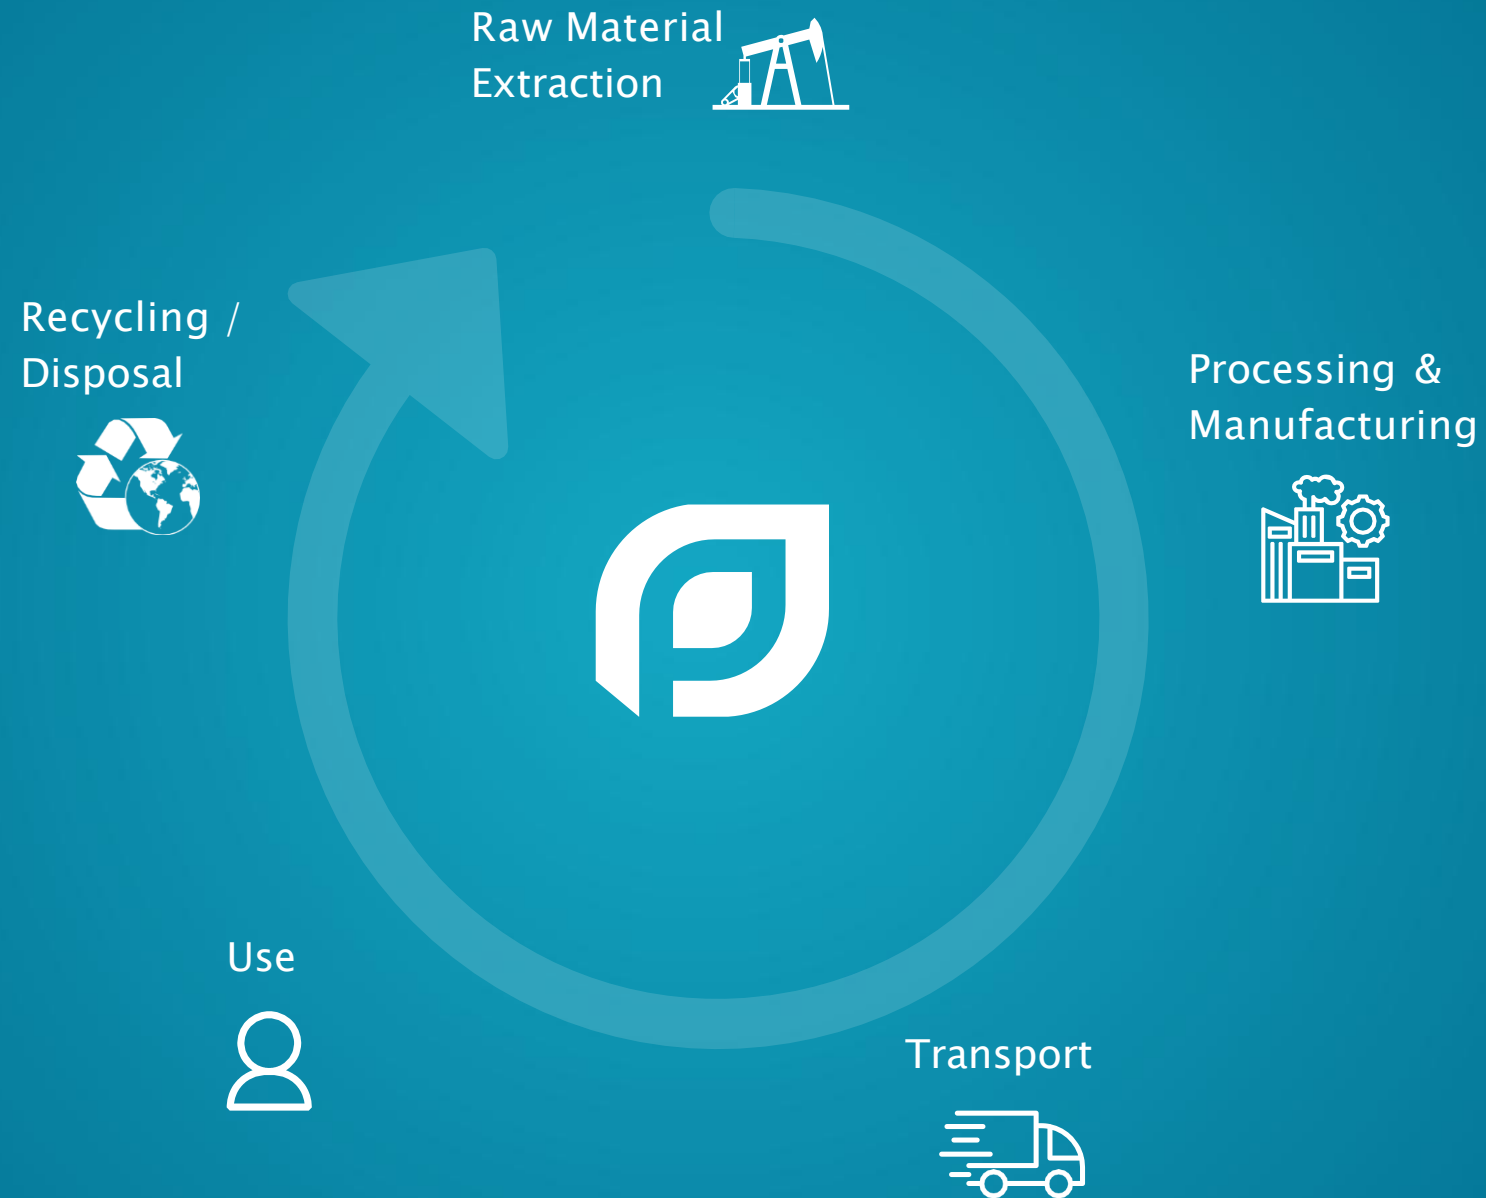 Raw Material
Extraction
Processing &
Manufacturing
Transport
Use
Recycling /
Disposal